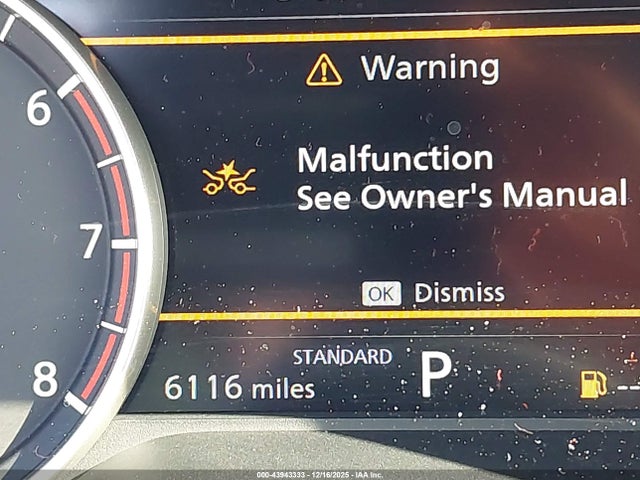 Warning
6
Malfunction
See Owner's Manual
7
OK Dismiss
STANDARD
P
8
6116 miles
--
000-43943333 - 12/16/2025 - IAA Inc.